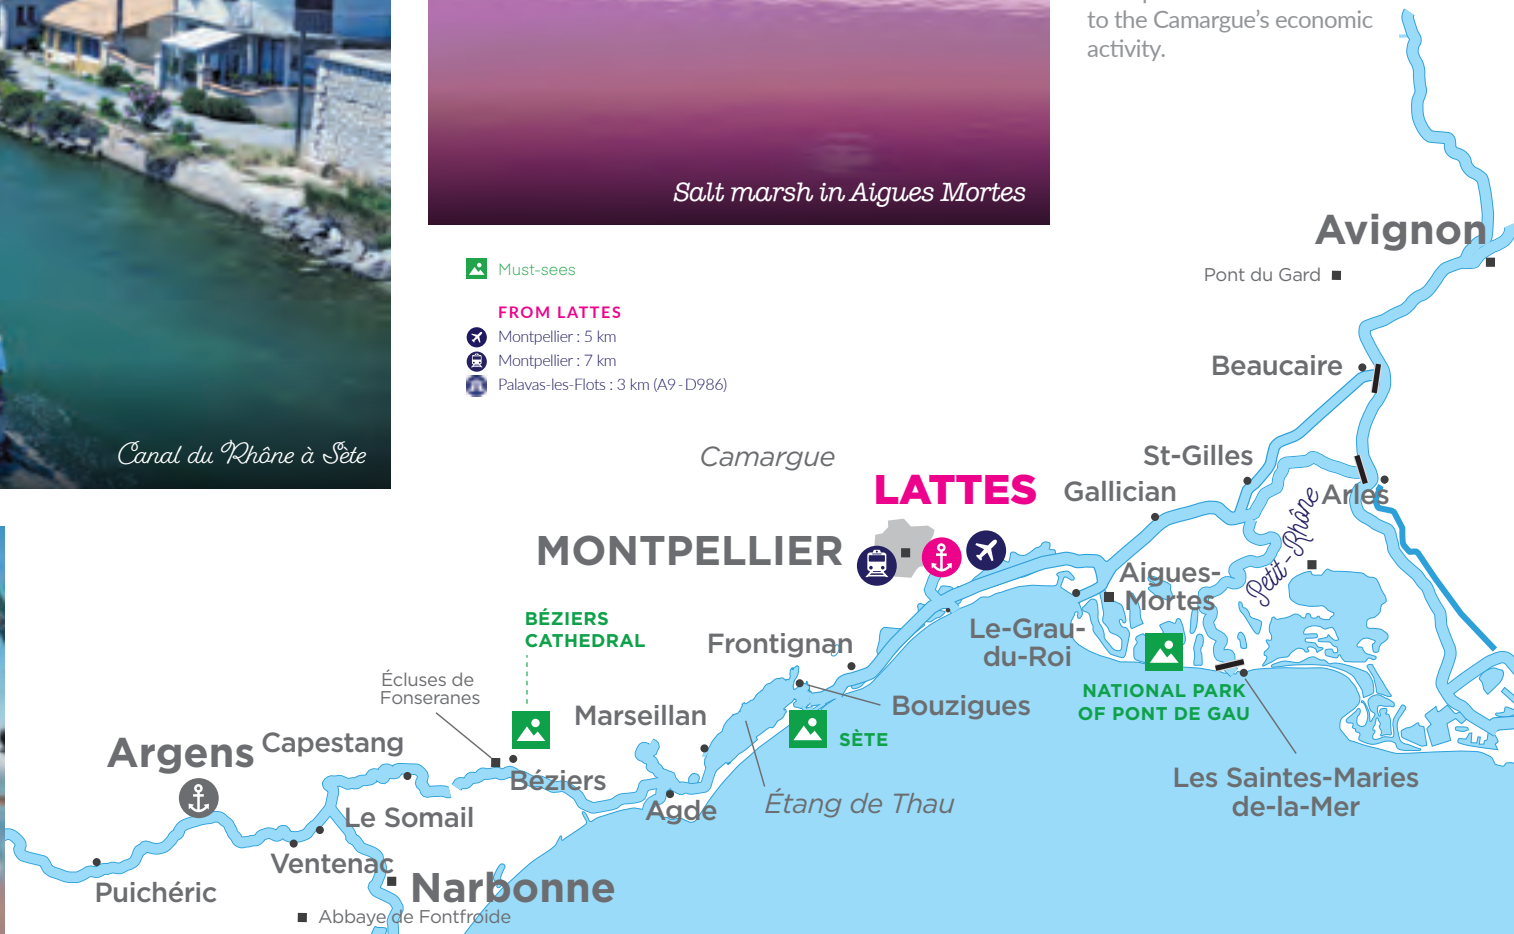 to the Camargue's economic
activity.
Salt marsh in Aigues Mortes
Canal du Rhône à Sète
Must-sees
FROM LATTES
Montpellier : 5 km
Montpellier : 7 km
Palavas-les-Flots : 3 km (A9 - D986)
Avignon
Pont du Gard
Beaucaire
Camargue
St-Gilles
LATTES
Gallician
Arles
Petit-Rhône
MONTPELLIER
Aigues-
Mortes
BÉZIERS
CATHEDRAL
Frontignan
Le-Grau-
du-Roi
Écluses de
Fonseranes
NATIONAL PARK
OF PONT DE GAU
Bouzigues
Marseillan
SÈTE
Argens
Capestang
Béziers
Les Saintes-Maries
de-la-Mer
Étang de Thau
Agde
Le Somail
Ventenac
Puichéric
Narbonne
Abbaye de Fontfroide